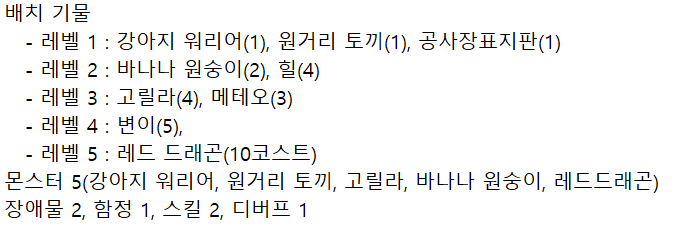 배치 기물
- 레벨 1 : 강아지 워리어(1), 원거리 토끼(1), 공사장표지판(1)
- 레벨 2 : 바나나 원숭이(2), 힐(4)
- 레벨 3 : 고릴라(4), 메테오(3)
- 레벨 4 : 변이(5),
- 레벨 5 : 레드 드래곤(10코스트)
몬스터 5(강아지 워리어, 원거리 토끼, 고릴라, 바나나 원숭이, 레드드래곤)
장애물 2, 함정 1, 스킬 2, 디버프 1